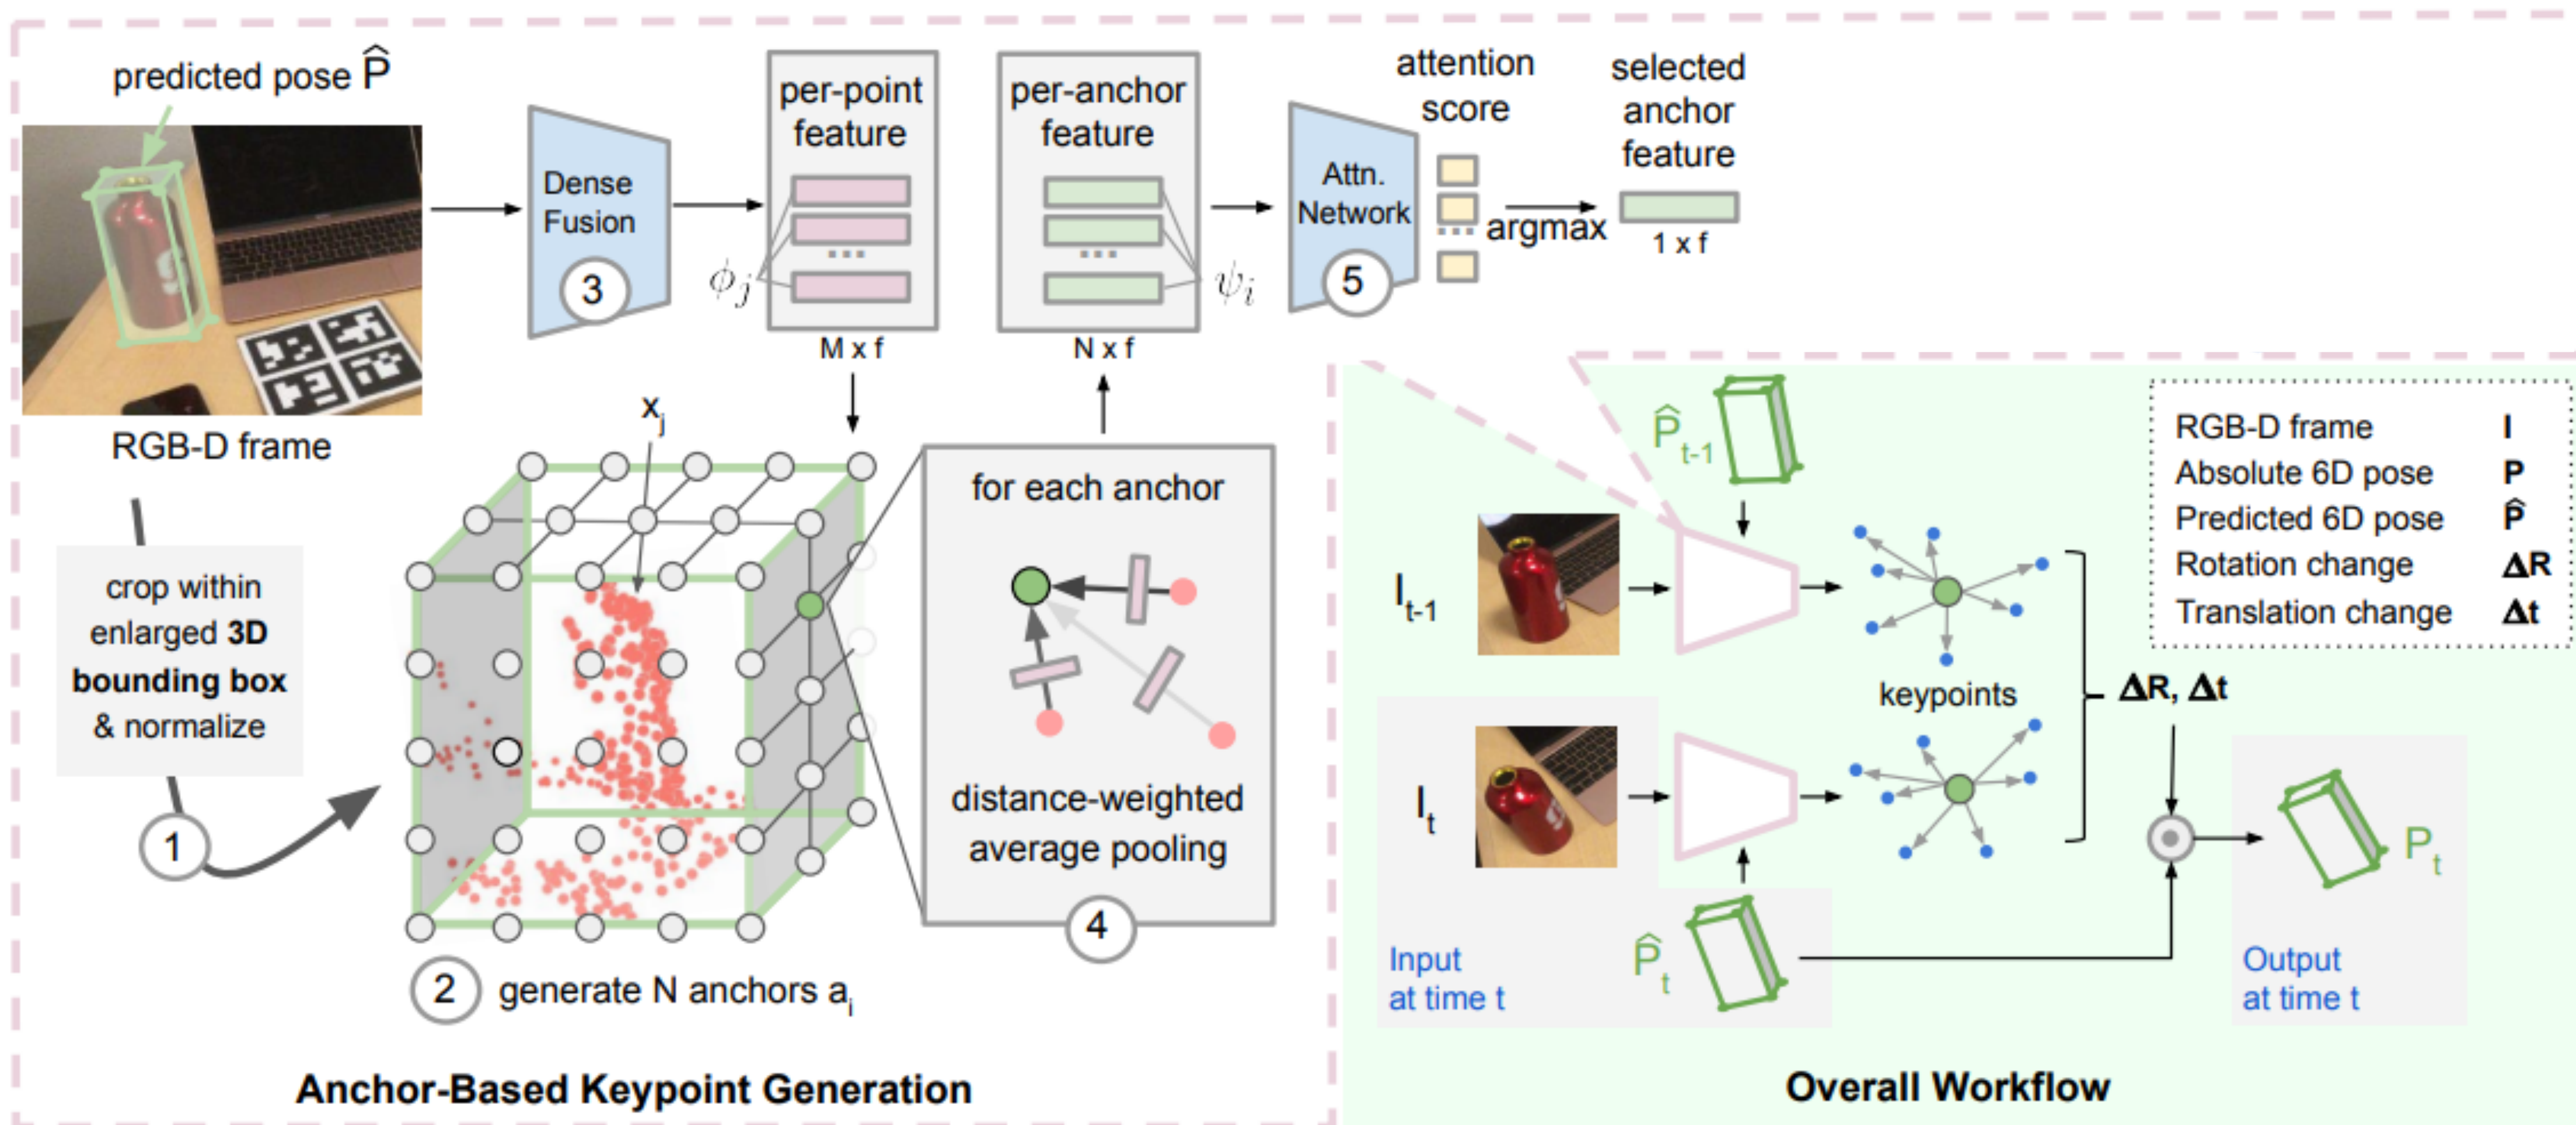 predicted pose P̂
RGB-D frame
crop within
enlarged 3D
bounding box
& normalize
1
Dense
Fusion
3
per-point
feature
...
ϕj
M x f
xj
2 generate N anchors ai
for each anchor
distance-weighted
average pooling
4
per-anchor
feature
...
ψi
N x f
Attn.
Network
5
attention
score
...
argmax
selected
anchor
feature
1 x f
Anchor-Based Keypoint Generation
P̂t-1
It-1
It
keypoints
P̂t
Input
at time t
ΔR, Δt
Pt
Output
at time t
RGB-D frame I
Absolute 6D pose P
Predicted 6D pose P̂
Rotation change ΔR
Translation change Δt
Overall Workflow